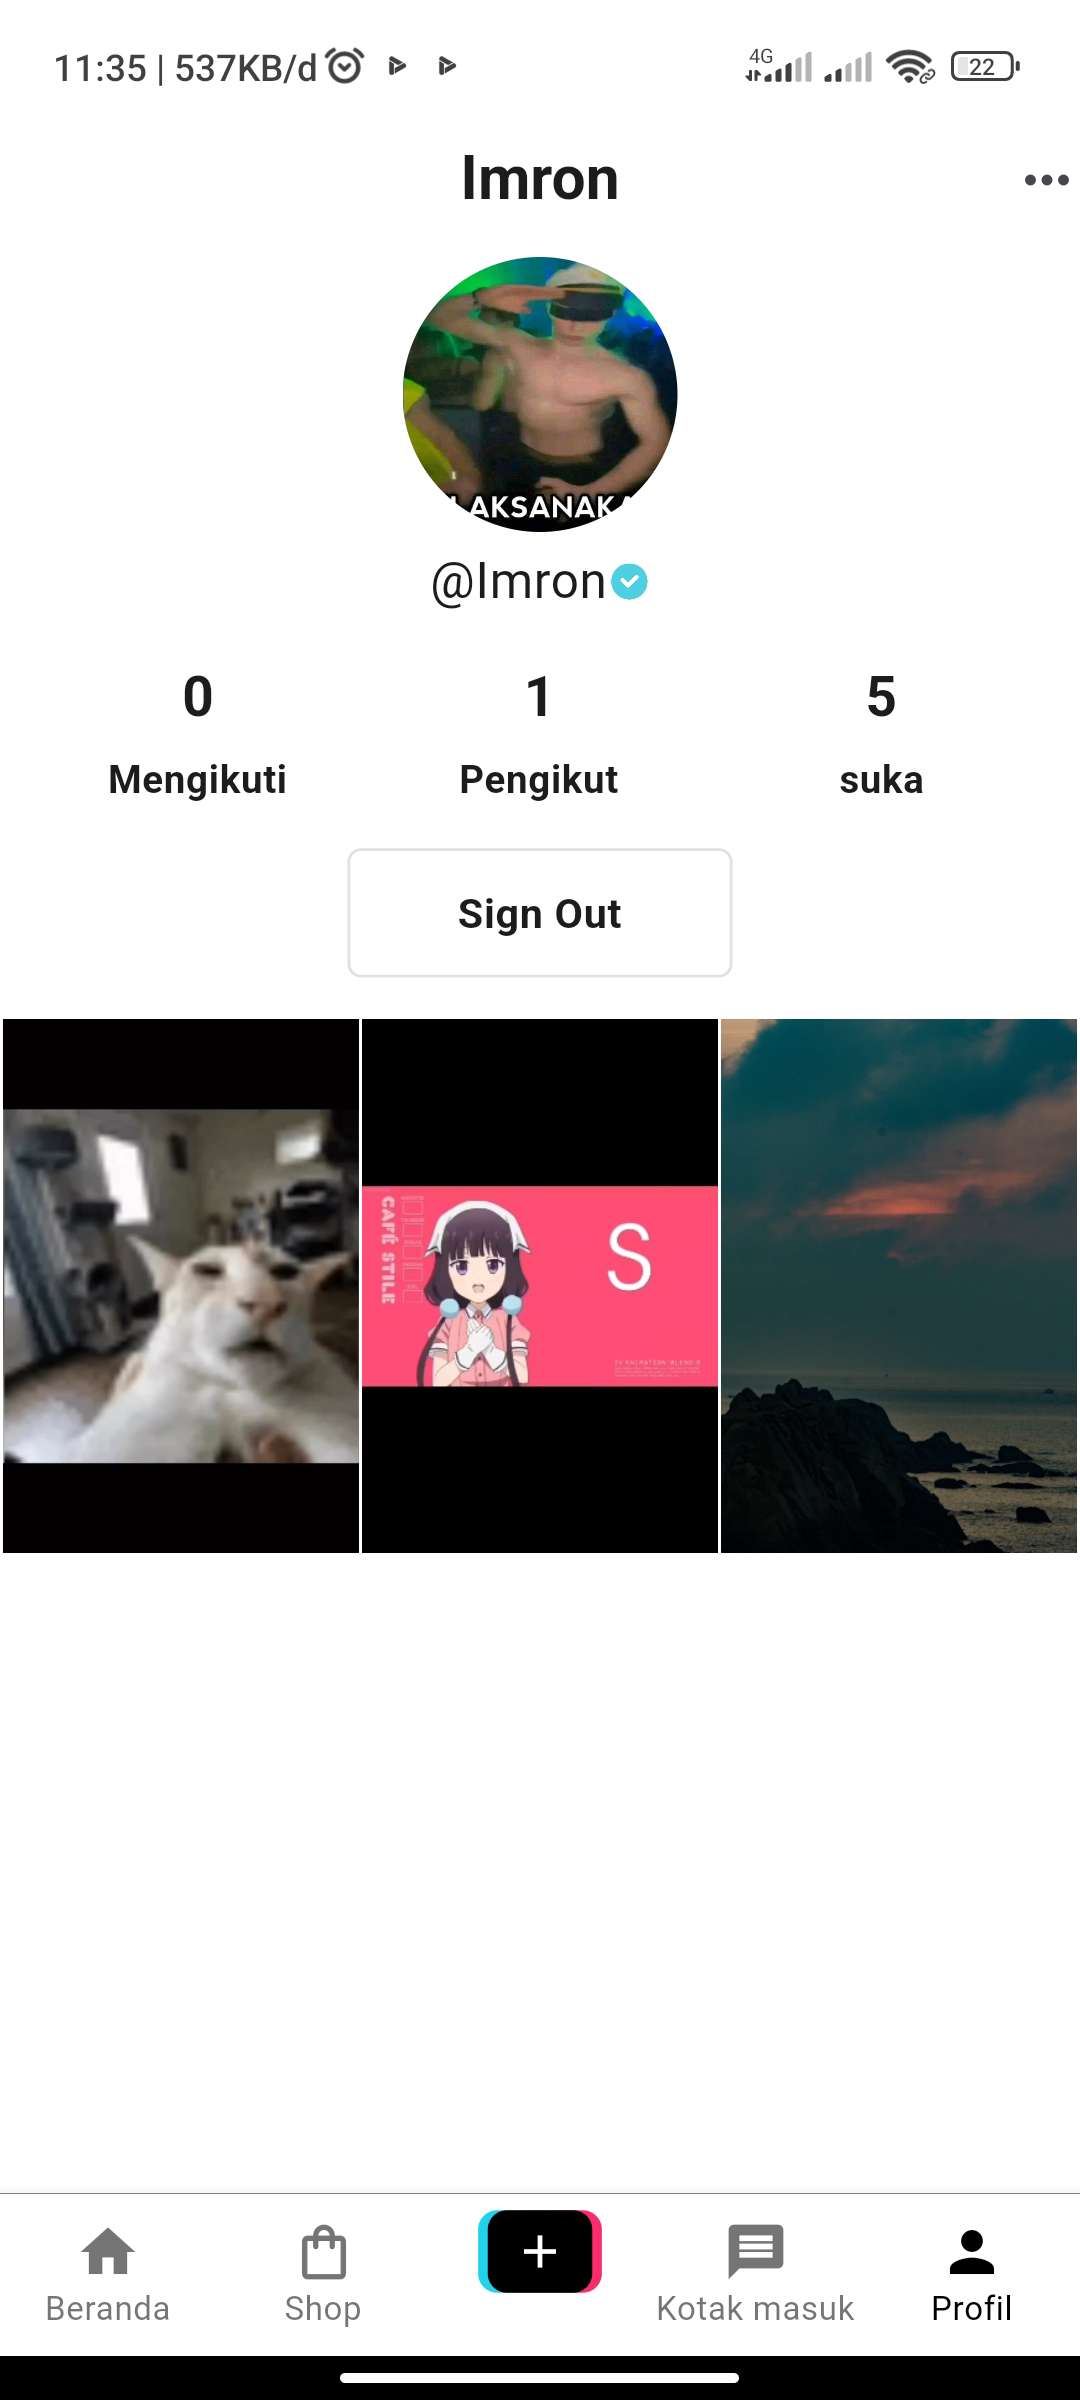 11:35 | 537KB/d
4G
22
Imron
LAKSANAKA
@Imron
0
1
5
Mengikuti
Pengikut
suka
Sign Out
CAFÉ STILE
S
Beranda
Shop
Kotak masuk
Profil